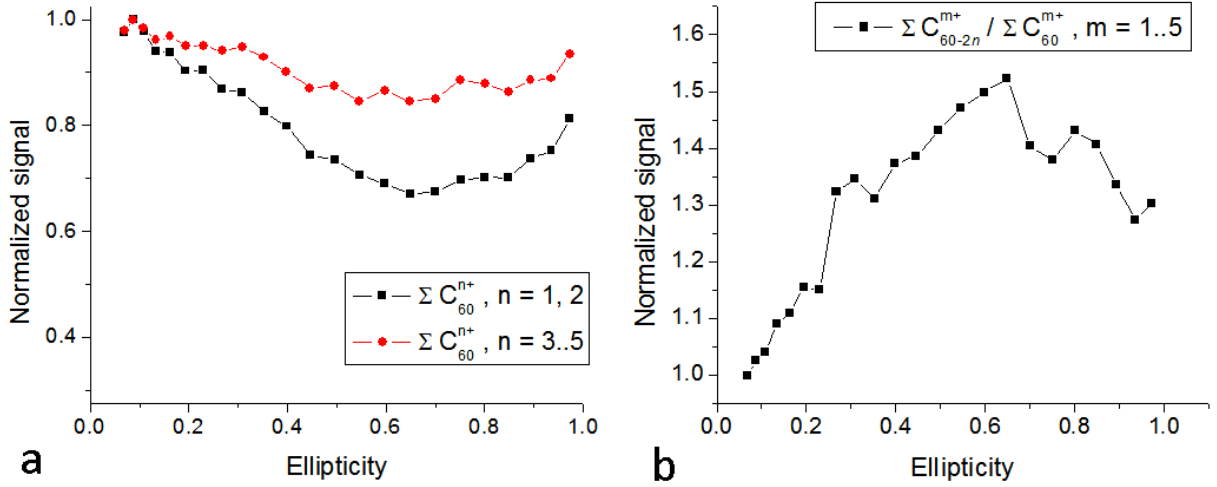 1.0
0.8
0.6
0.4
Normalized signal
Σ C₆₀ⁿ⁺ , n = 1, 2
Σ C₆₀ⁿ⁺ , n = 3..5
0.0 0.2 0.4 0.6 0.8 1.0
Ellipticity
a
1.6
1.5
1.4
1.3
1.2
1.1
1.0
Normalized signal
Σ C₆₀₋₂ₙᵐ⁺ / Σ C₆₀ᵐ⁺ , m = 1..5
0.0 0.2 0.4 0.6 0.8 1.0
Ellipticity
b